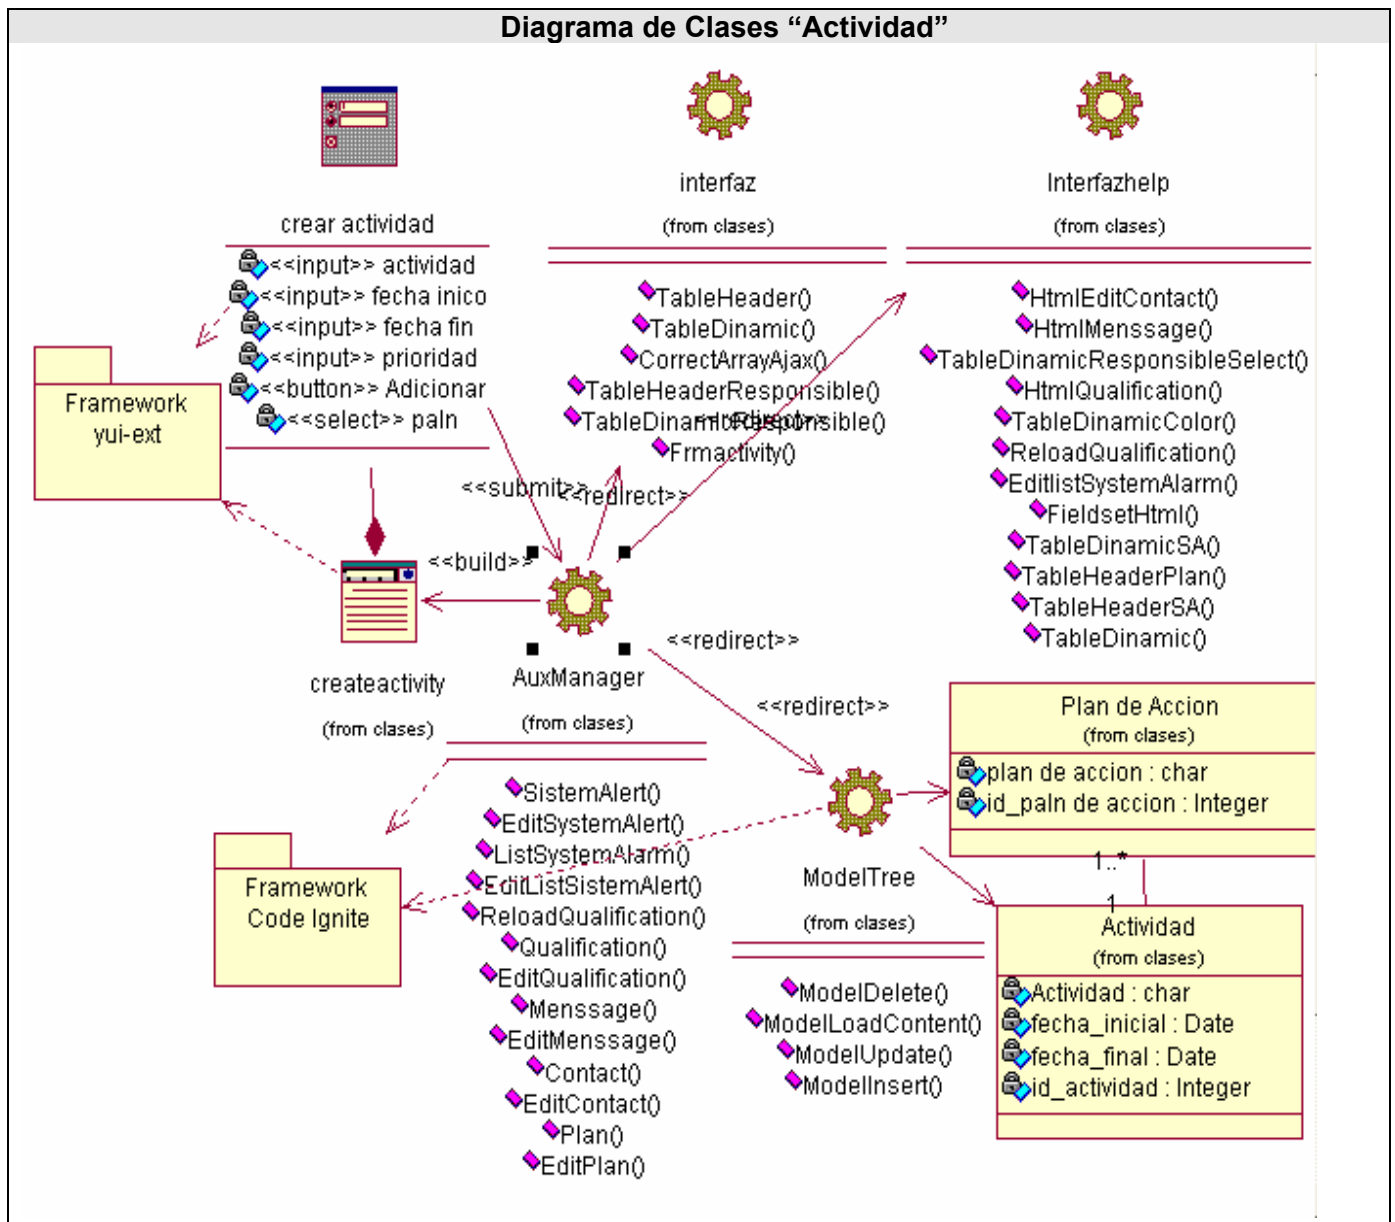 Diagrama de Clases “Actividad”
crear actividad
<<input>> actividad
<<input>> fecha inico
<<input>> fecha fin
<<input>> prioridad
<<button>> Adicionar
<<select>> paln
interfaz
(from clases)
TableHeader()
TableDinamic()
CorrectArrayAjax()
TableHeaderResponsible()
TableDinamicResponsible()
Frmactivity()
Interfazhelp
(from clases)
HtmlEditContact()
HtmlMenssage()
TableDinamicResponsibleSelect()
HtmlQualification()
TableDinamicColor()
ReloadQualification()
EditlistSystemAlarm()
FieldsetHtml()
TableDinamicSA()
TableHeaderPlan()
TableHeaderSA()
TableDinamic()
Framework
yui-ext
<<submit>>
<<redirect>>
<<redirect>>
<<build>>
<<redirect>>
<<redirect>>
createactivity
(from clases)
AuxManager
(from clases)
SistemAlert()
EditSystemAlert()
ListSystemAlarm()
EditListSistemAlert()
ReloadQualification()
Qualification()
EditQualification()
Menssage()
EditMenssage()
Contact()
EditContact()
Plan()
EditPlan()
Framework
Code Ignite
ModelTree
(from clases)
ModelDelete()
ModelLoadContent()
ModelUpdate()
ModelInsert()
Plan de Accion
(from clases)
plan de accion : char
id_paln de accion : Integer
1..*
1
Actividad
(from clases)
Actividad : char
fecha_inicial : Date
fecha_final : Date
id_actividad : Integer